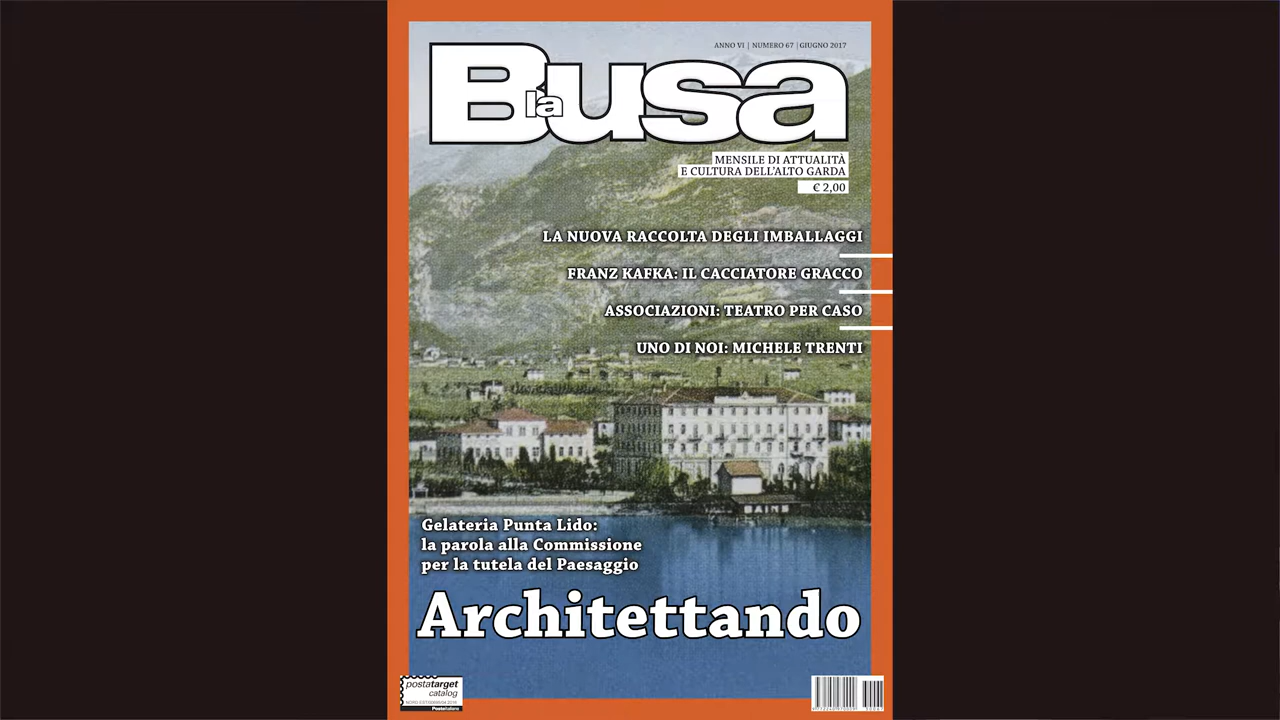 ANNO VI | NUMERO 67 | GIUGNO 2017
la Busa
MENSILE DI ATTUALITÀ
E CULTURA DELL'ALTO GARDA
€ 2,00
LA NUOVA RACCOLTA DEGLI IMBALLAGGI
FRANZ KAFKA: IL CACCIATORE GRACCO
ASSOCIAZIONI: TEATRO PER CASO
UNO DI NOI: MICHELE TRENTI
BAINS
Gelateria Punta Lido:
la parola alla Commissione
per la tutela del Paesaggio
Architettando
postatarget
catalog
Posteitaliane